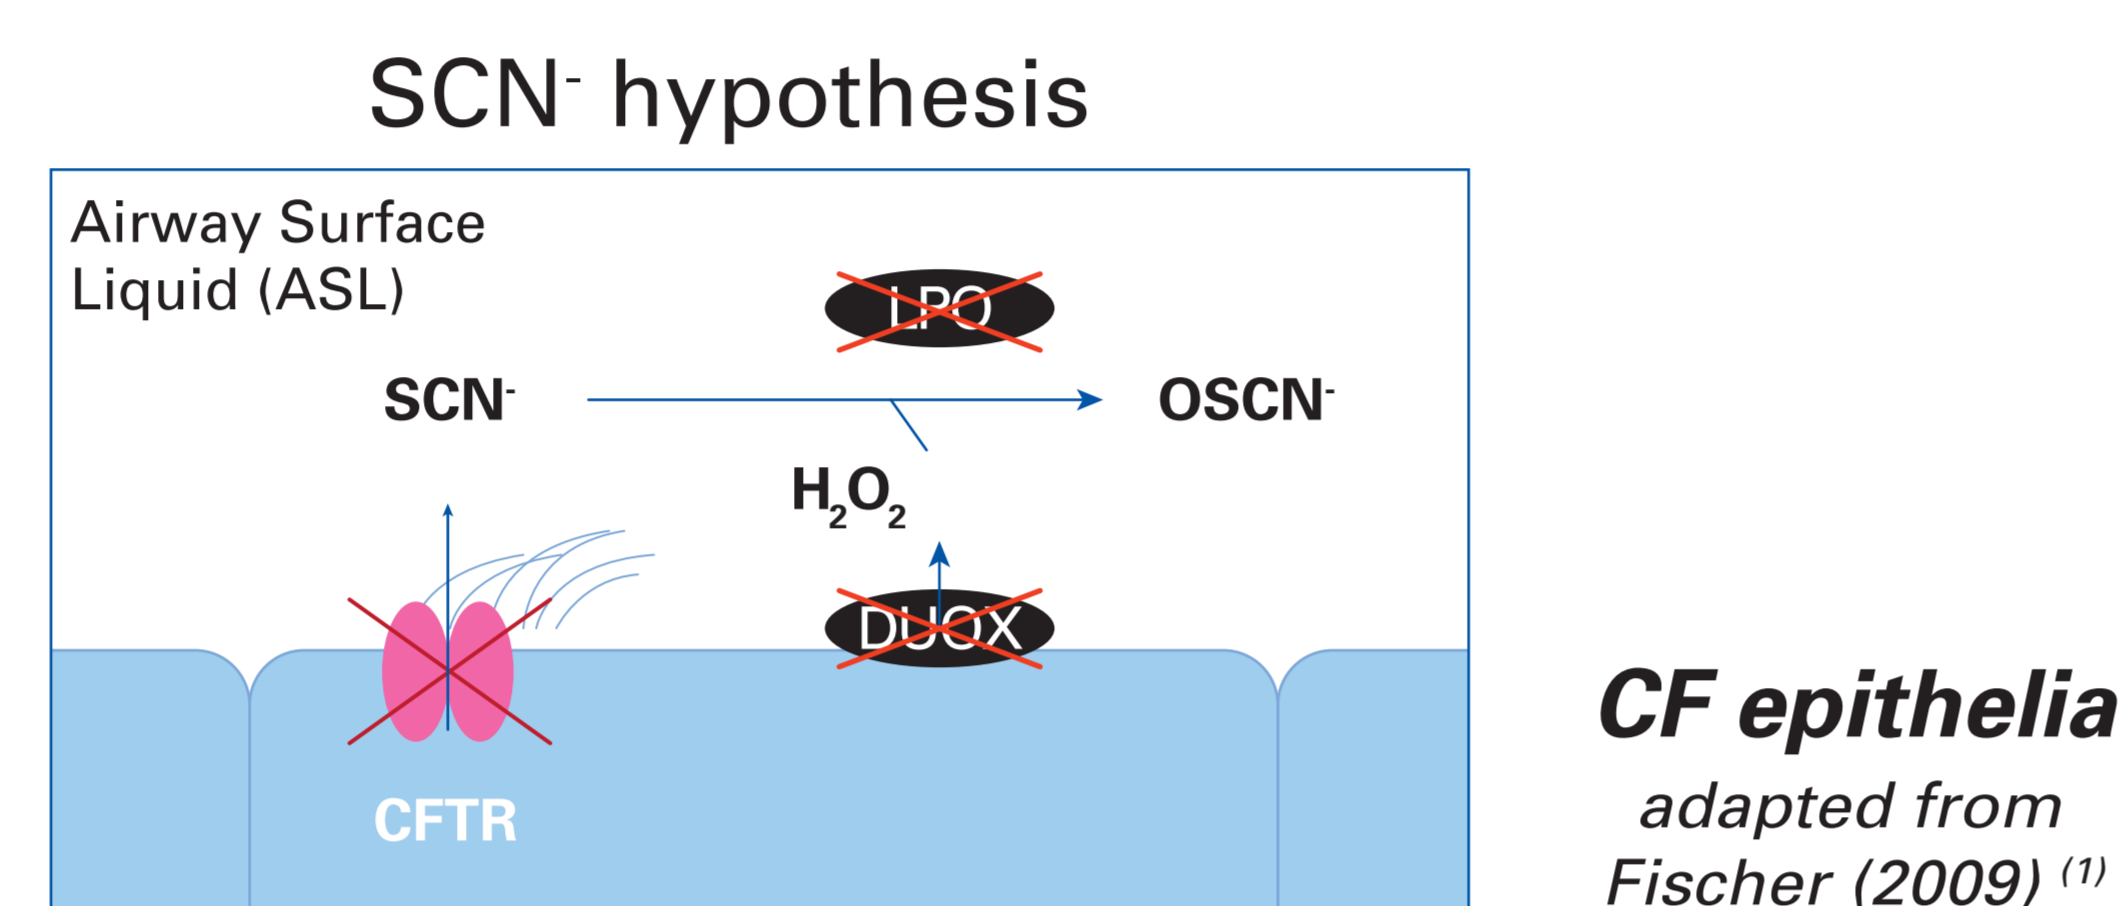 SCN⁻ hypothesis
Airway Surface
Liquid (ASL)
LPO
SCN⁻
OSCN⁻
H₂O₂
DUOX
CFTR
CF epithelia
adapted from
Fischer (2009) (1)